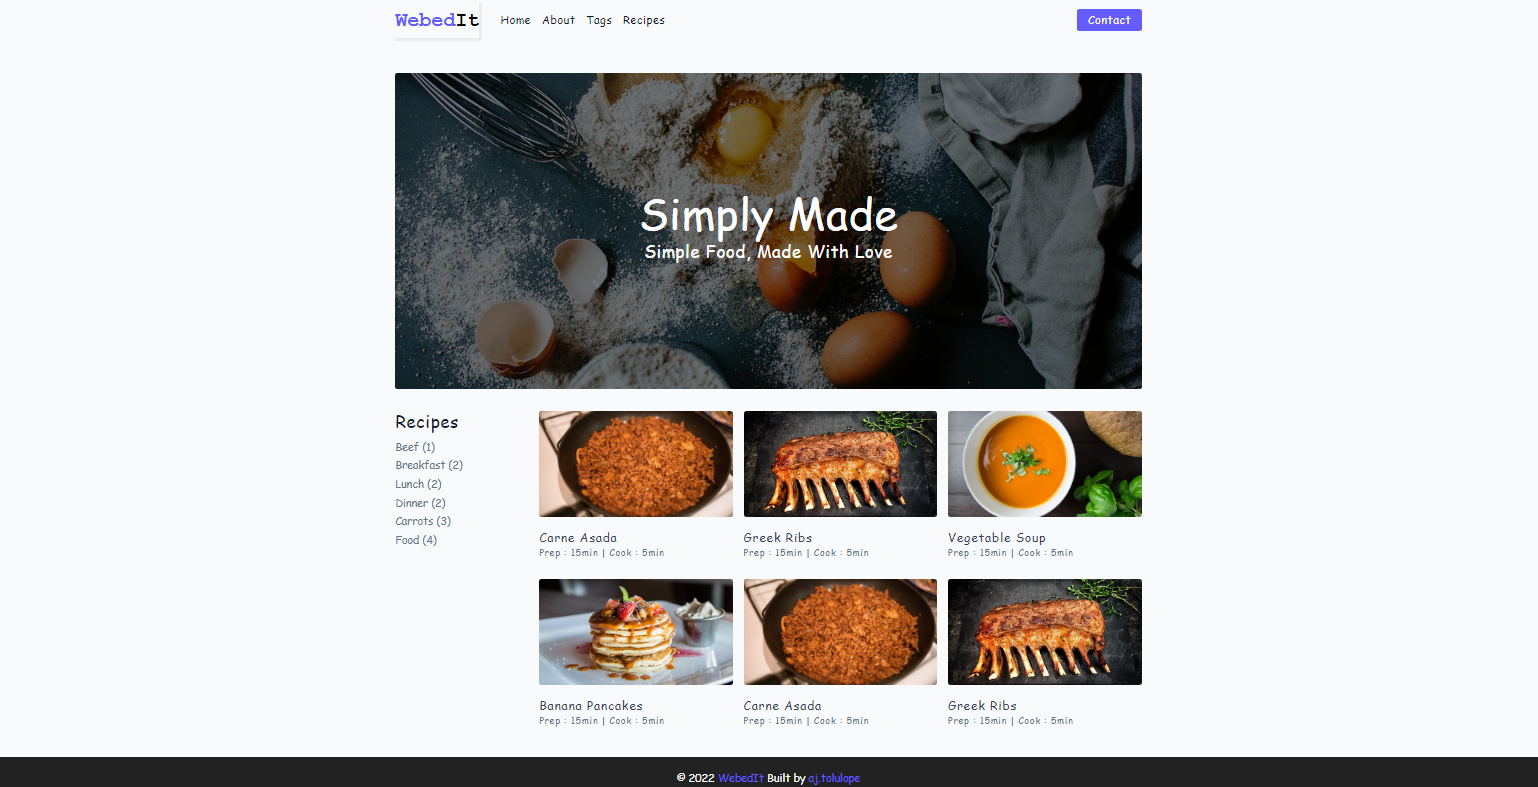 WebedIt Home About Tags Recipes Contact
Simply Made
Simple Food, Made With Love
Recipes
Beef (1)
Breakfast (2)
Lunch (2)
Dinner (2)
Carrots (3)
Food (4)
Carne Asada
Prep : 15min | Cook : 5min
Greek Ribs
Prep : 15min | Cook : 5min
Vegetable Soup
Prep : 15min | Cook : 5min
Banana Pancakes
Prep : 15min | Cook : 5min
Carne Asada
Prep : 15min | Cook : 5min
Greek Ribs
Prep : 15min | Cook : 5min
© 2022 WebedIt Built by aj.tolulope